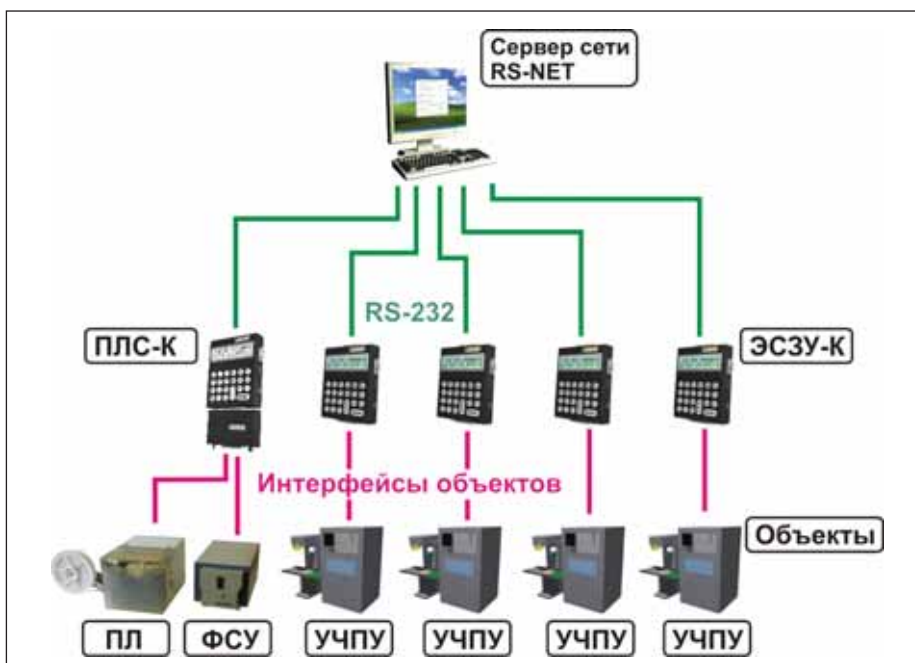 Сервер сети
RS-NET
RS-232
ПЛС-К
ЭСЗУ-К
Интерфейсы объектов
Объекты
ПЛ
ФСУ
УЧПУ
УЧПУ
УЧПУ
УЧПУ